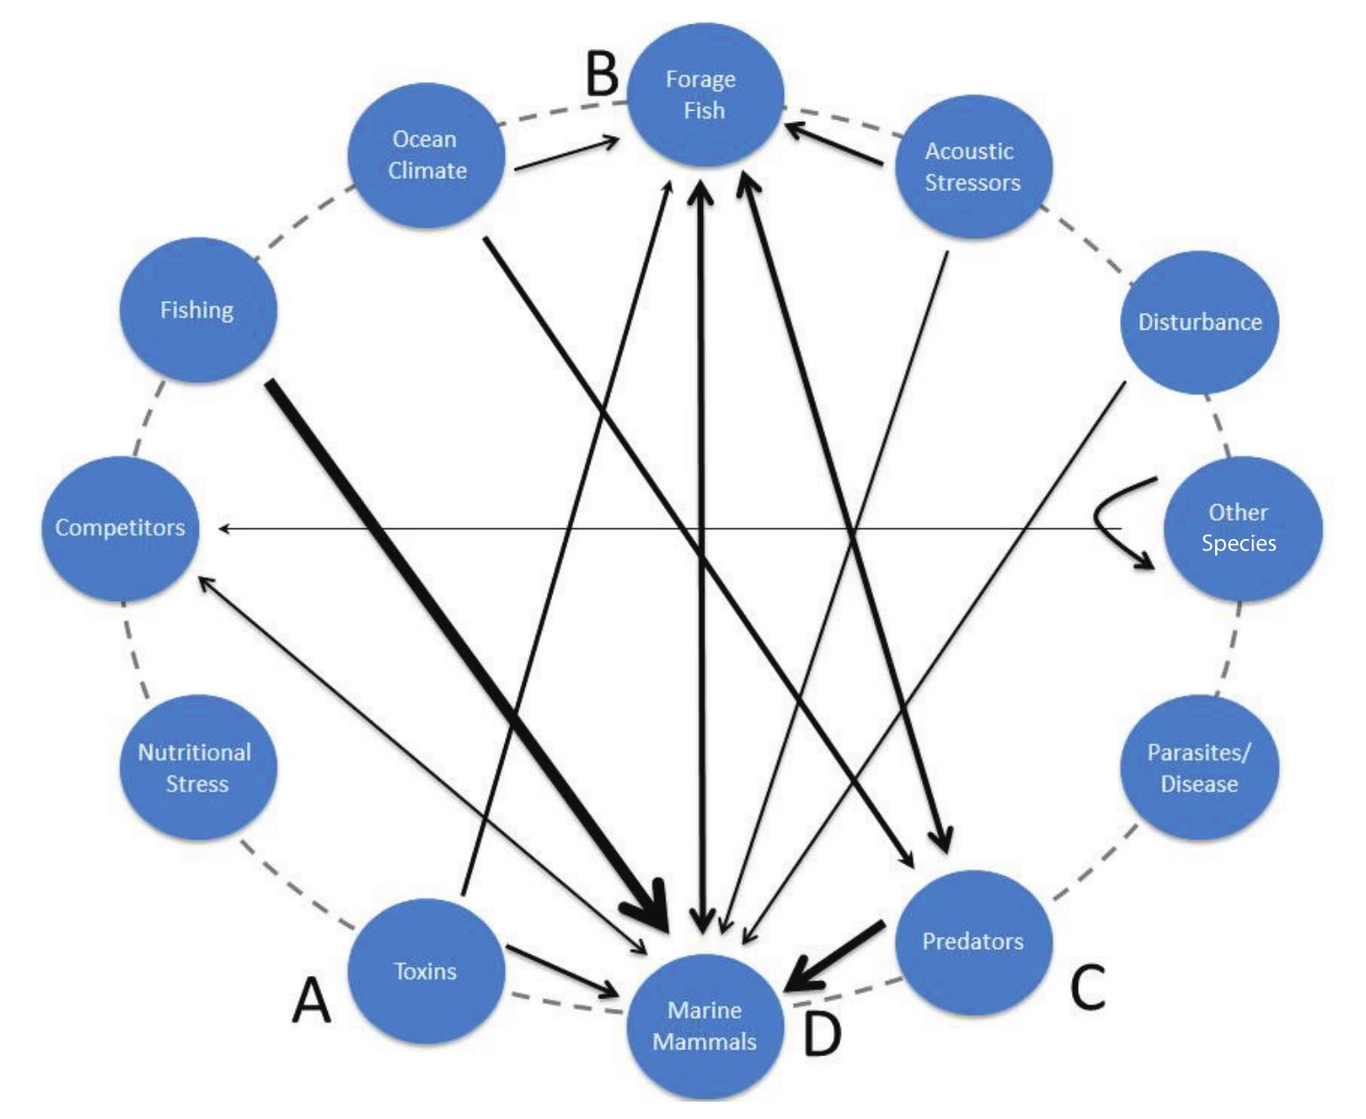 B
Forage
Fish
Ocean
Climate
Acoustic
Stressors
Fishing
Disturbance
Competitors
Other
Species
Nutritional
Stress
Parasites/
Disease
Toxins
Predators
A
Marine
Mammals
D
C